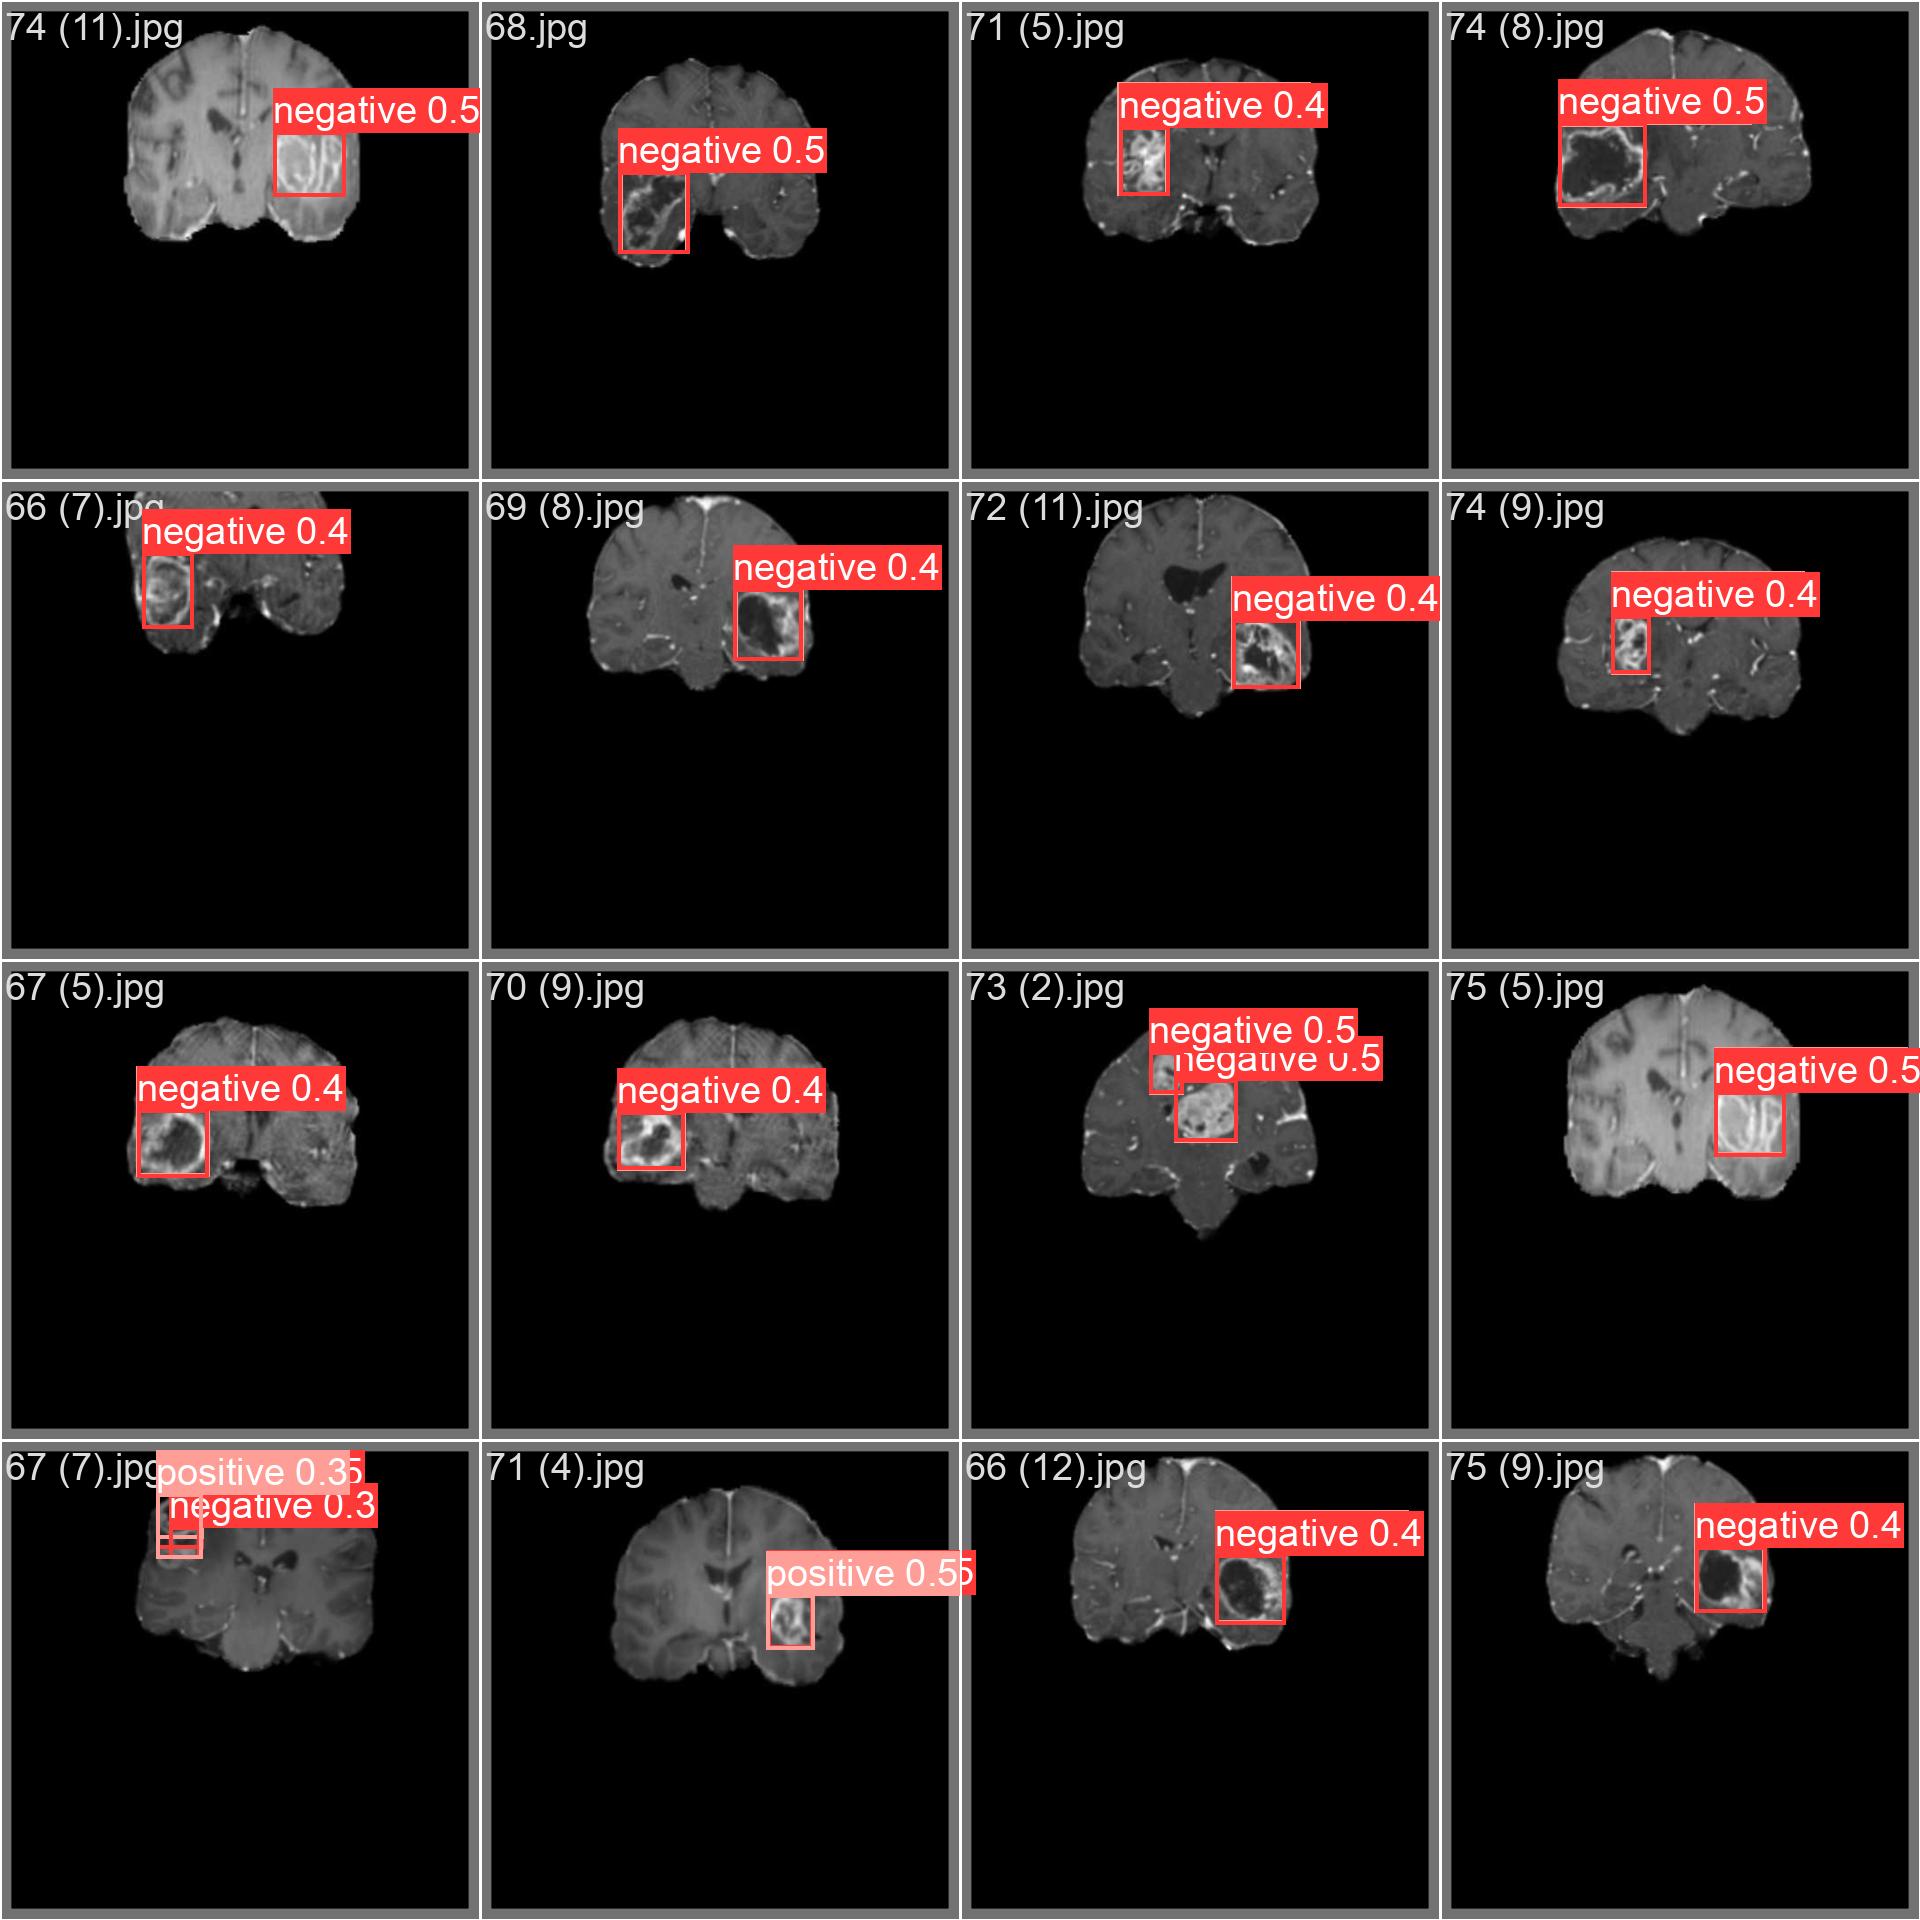 74 (11).jpg
negative 0.5
68.jpg
negative 0.5
71 (5).jpg
negative 0.4
74 (8).jpg
negative 0.5
66 (7).jpg
negative 0.4
69 (8).jpg
negative 0.4
72 (11).jpg
negative 0.4
74 (9).jpg
negative 0.4
67 (5).jpg
negative 0.4
70 (9).jpg
negative 0.4
73 (2).jpg
negative 0.5
negative 0.5
75 (5).jpg
negative 0.5
67 (7).jpg
positive 0.35
negative 0.3
71 (4).jpg
positive 0.55
66 (12).jpg
negative 0.4
75 (9).jpg
negative 0.4